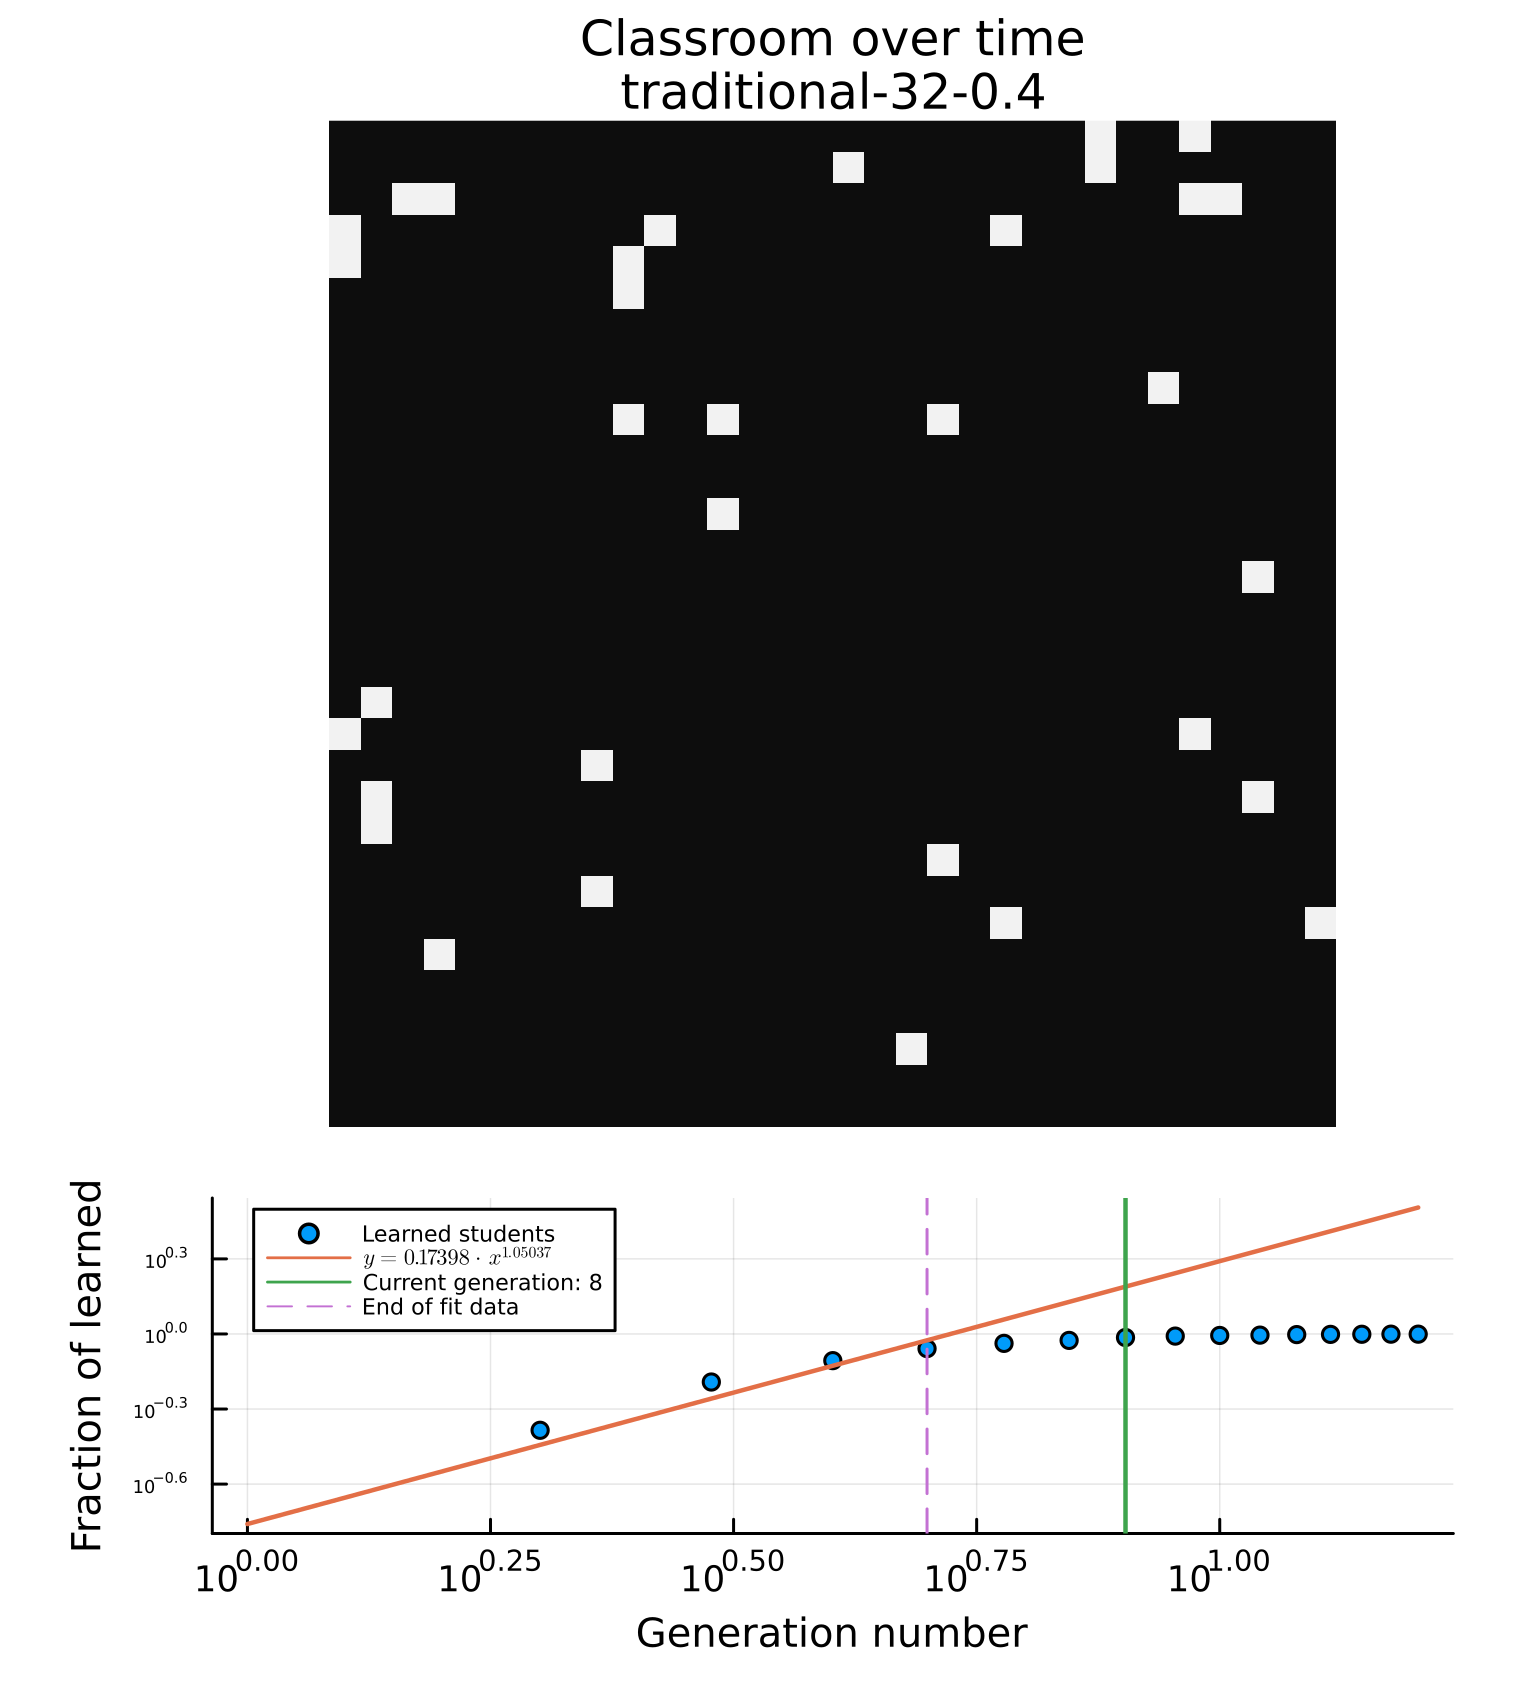 Classroom over time
traditional-32-0.4
Fraction of learned
10^0.3
10^0.0
10^−0.3
10^−0.6
Learned students
y = 0.17398 · x^1.05037
Current generation: 8
End of fit data
10^0.00 10^0.25 10^0.50 10^0.75 10^1.00
Generation number